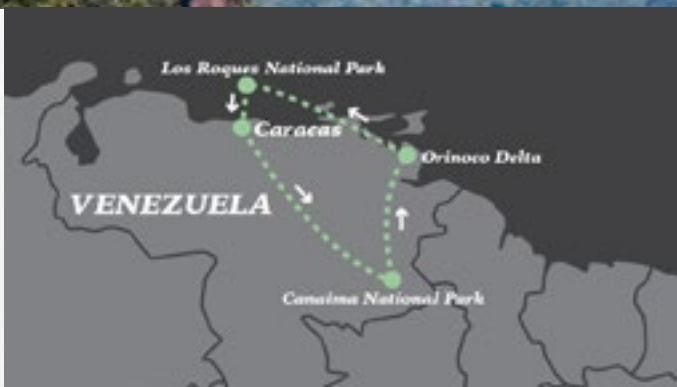 Los Roques National Park
Caracas
Orinoco Delta
VENEZUELA
Canaima National Park